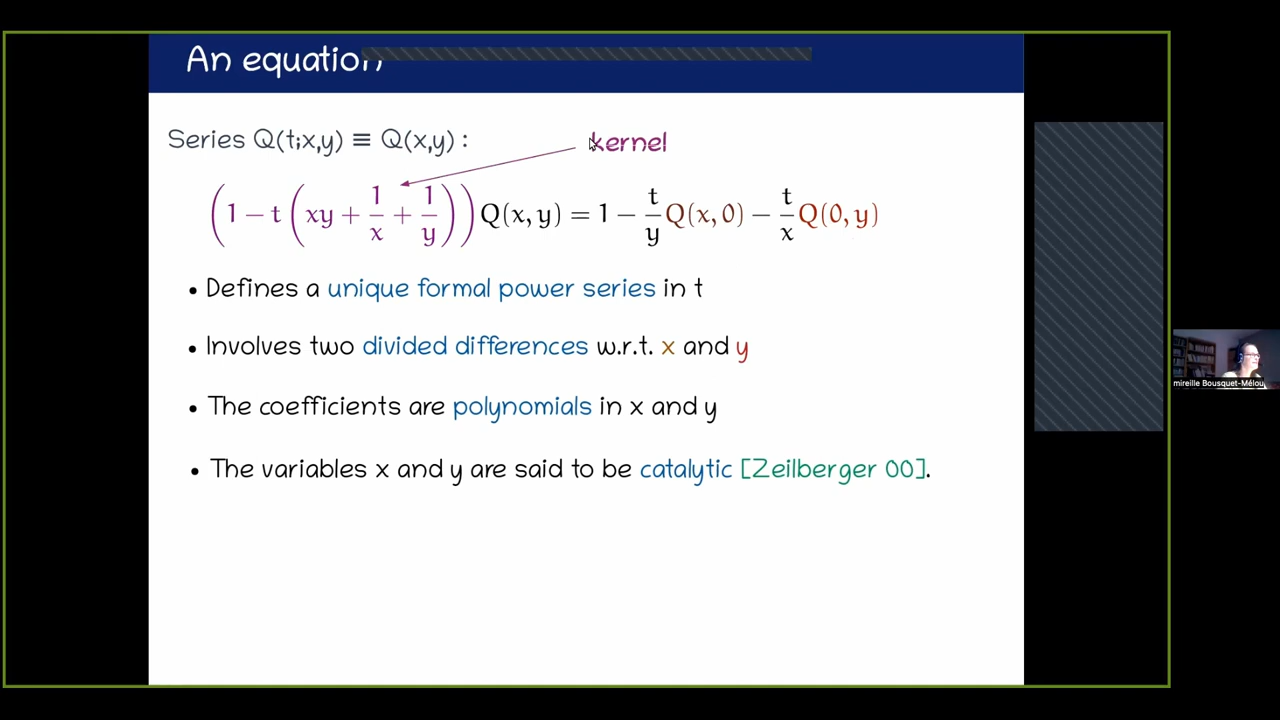 An equation
Series Q(t;x,y) ≡ Q(x,y) :
kernel
(1 − t (xy + 1/x + 1/y)) Q(x, y) = 1 − t/y Q(x, 0) − t/x Q(0, y)
• Defines a unique formal power series in t
• Involves two divided differences w.r.t. x and y
• The coefficients are polynomials in x and y
• The variables x and y are said to be catalytic [Zeilberger 00].
mireille Bousquet-Mélou